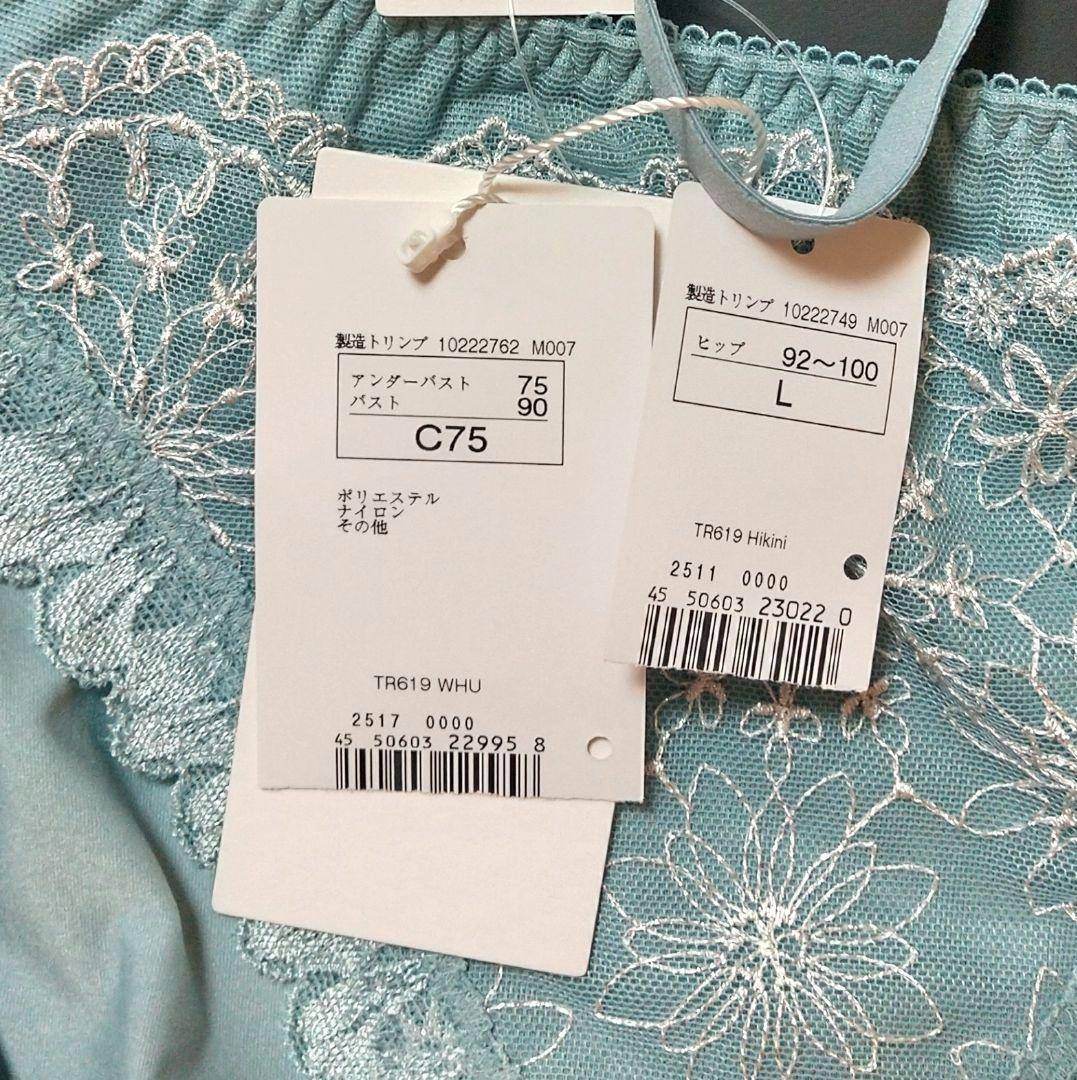 製造トリンプ 10222762 M007
アンダーバスト 75
バスト 90
C75
ポリエステル
ナイロン
その他
TR619 WHU
2517 0000
45 50603 22995 8
製造トリンプ 10222749 M007
ヒップ 92～100
L
TR619 Hikini
2511 0000
45 50603 23022 0